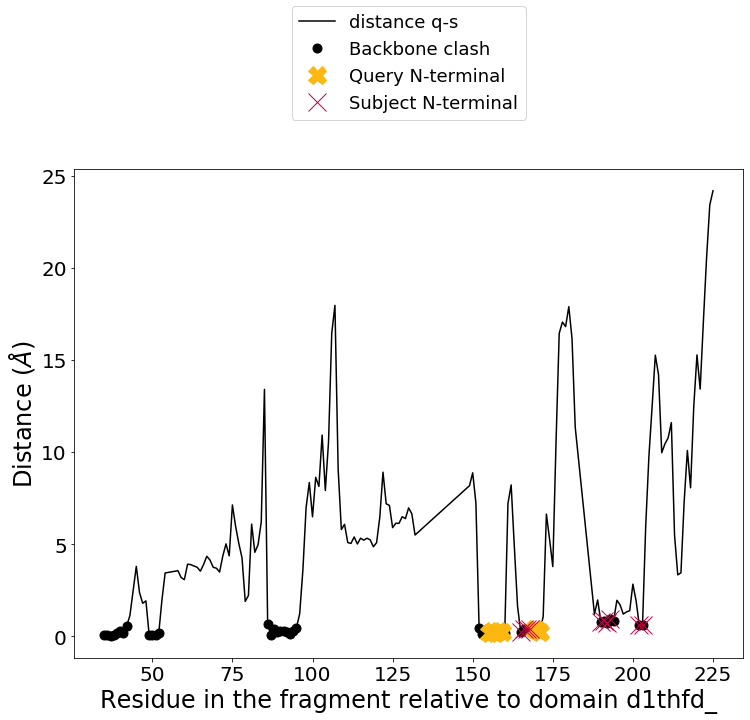 distance q-s
Backbone clash
Query N-terminal
Subject N-terminal
25
20
15
10
5
0
Distance (Å)
50 75 100 125 150 175 200 225
Residue in the fragment relative to domain d1thfd_